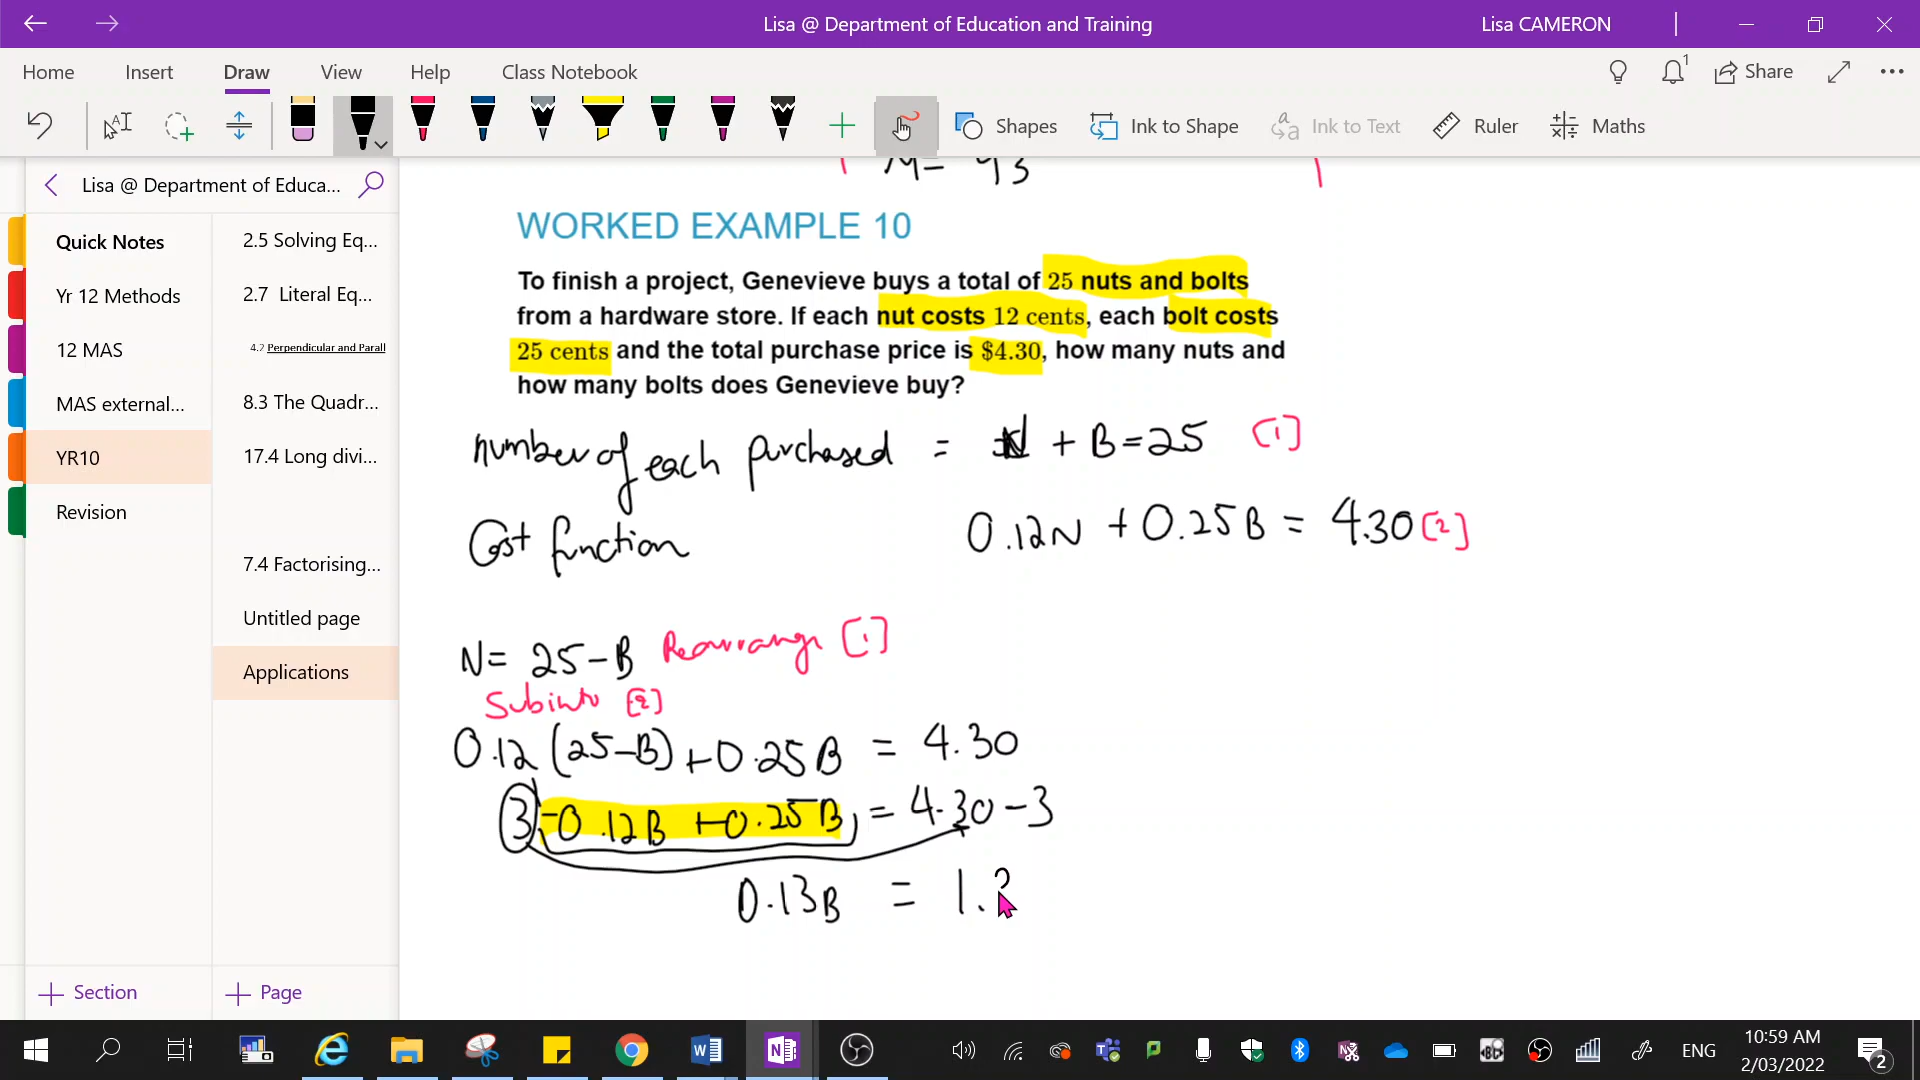 Lisa @ Department of Education and Training
Lisa CAMERON
Home Insert Draw View Help Class Notebook
1
Share
Shapes
Ink to Shape
Ink to Text
Ruler
Maths
Lisa @ Department of Educa...
Quick Notes
Yr 12 Methods
12 MAS
MAS external...
YR10
Revision
2.5 Solving Eq...
2.7 Literal Eq...
4.2 Perpendicular and Parall
8.3 The Quadr...
17.4 Long divi...
7.4 Factorising...
Untitled page
Applications
Section
Page
WORKED EXAMPLE 10
To finish a project, Genevieve buys a total of 25 nuts and bolts
from a hardware store. If each nut costs 12 cents, each bolt costs
25 cents and the total purchase price is $4.30, how many nuts and
how many bolts does Genevieve buy?
number of each purchased = N + B = 25 [1]
Cost function 0.12N + 0.25B = 4.30 [2]
N = 25 - B Rearrange [1]
Sub into [2]
0.12 (25 - B) + 0.25B = 4.30
3 - 0.12B + 0.25B = 4.30 - 3
0.13B = 1.
ENG
10:59 AM
2/03/2022
2